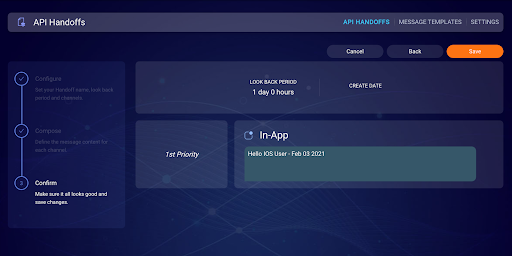 API Handoffs
API HANDOFFS
MESSAGE TEMPLATES
SETTINGS
Cancel
Back
Save
Configure
Set your Handoff name, look back
period and channels.
Compose
Define the message content for
each channel.
3
Confirm
Make sure it all looks good and
save changes.
LOOK BACK PERIOD
1 day 0 hours
CREATE DATE
1st Priority
In-App
Hello IOS User - Feb 03 2021